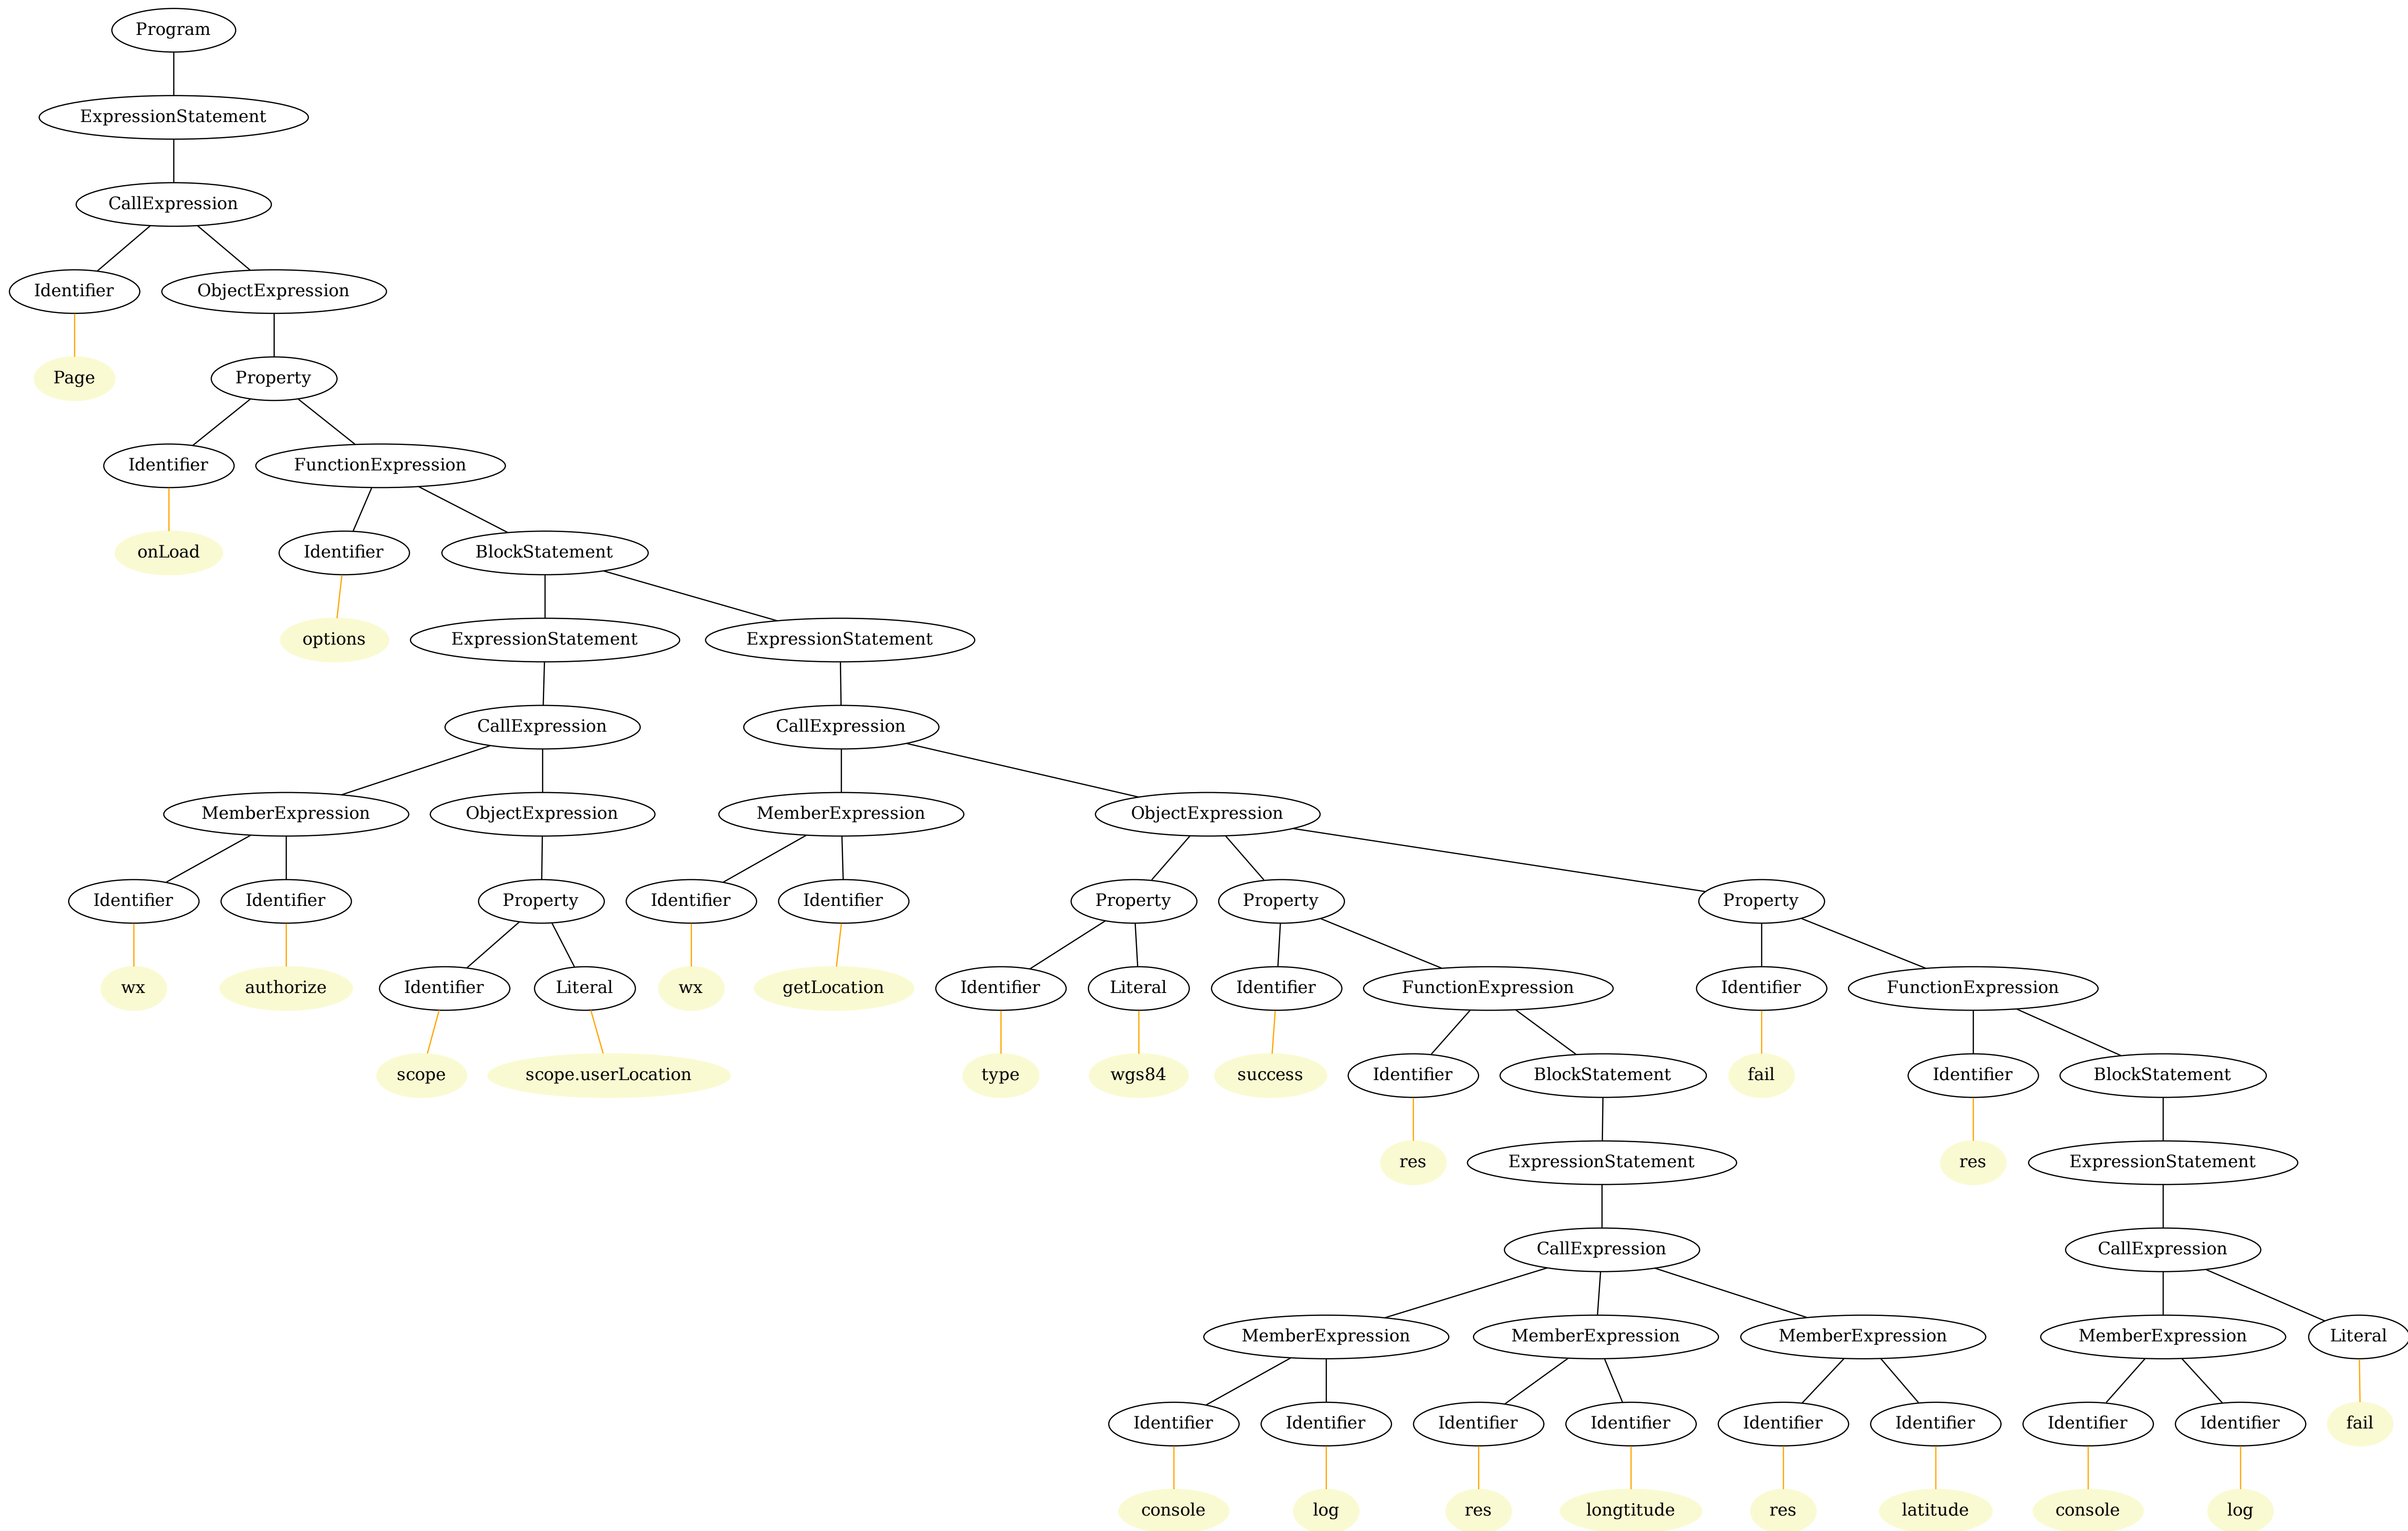 Program
ExpressionStatement
CallExpression
Identifier ObjectExpression
Page Property
Identifier FunctionExpression
onLoad Identifier BlockStatement
options ExpressionStatement ExpressionStatement
CallExpression CallExpression
MemberExpression ObjectExpression MemberExpression ObjectExpression
Identifier Identifier Property Identifier Identifier Property Property Property
wx authorize Identifier Literal wx getLocation Identifier Literal Identifier FunctionExpression Identifier FunctionExpression
scope scope.userLocation type wgs84 success Identifier BlockStatement fail Identifier BlockStatement
res ExpressionStatement res ExpressionStatement
CallExpression CallExpression
MemberExpression MemberExpression MemberExpression MemberExpression Literal
Identifier Identifier Identifier Identifier Identifier Identifier Identifier Identifier fail
console log res longtitude res latitude console log